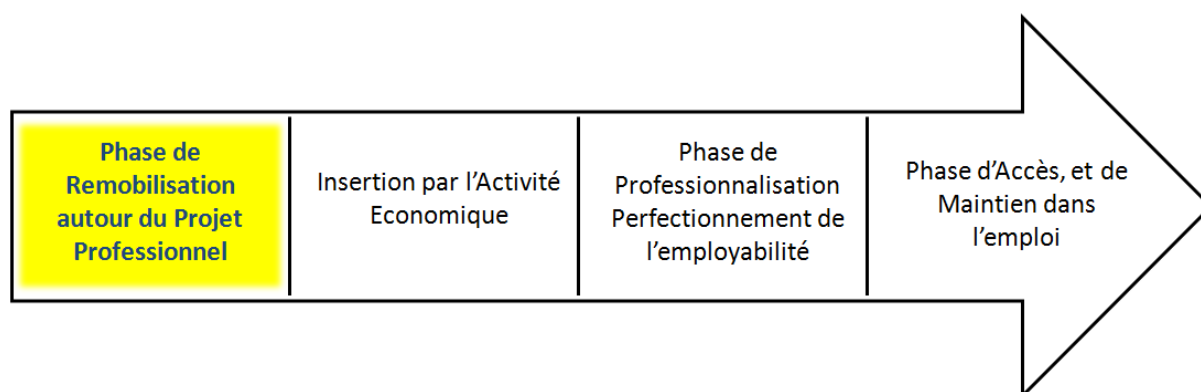 Phase de
Remobilisation
autour du Projet
Professionnel
Insertion par l’Activité
Economique
Phase de
Professionnalisation
Perfectionnement de
l’employabilité
Phase d’Accès, et de
Maintien dans
l’emploi